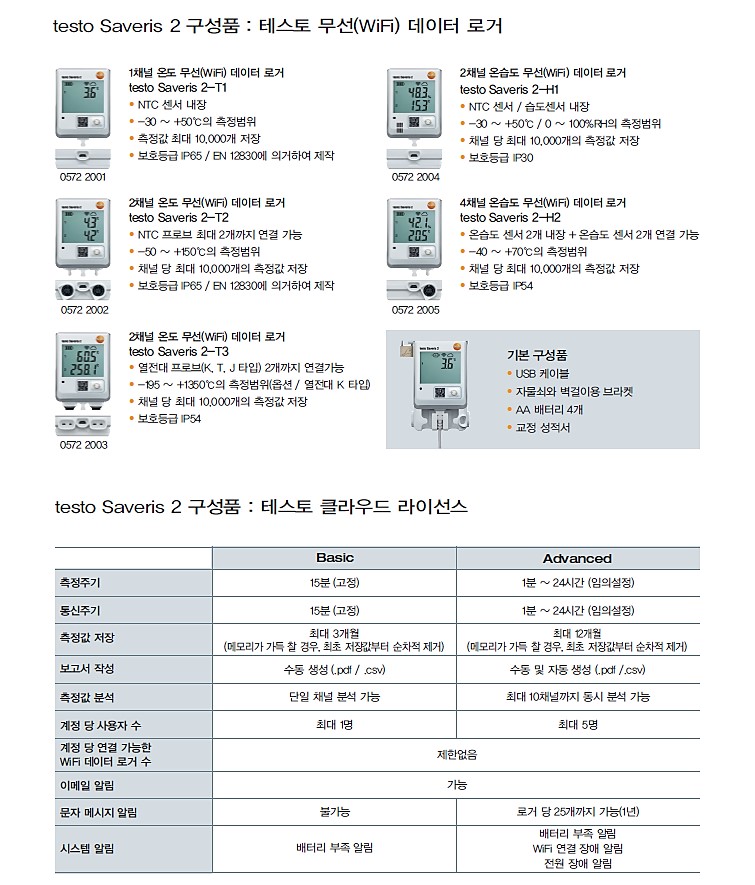 testo Saveris 2 구성품 : 테스토 무선(WiFi) 데이터 로거
1채널 온도 무선(WiFi) 데이터 로거
testo Saveris 2-T1
• NTC 센서 내장
• -30 ~ +50℃의 측정범위
• 측정값 최대 10,000개 저장
• 보호등급 IP65 / EN 12830에 의거하여 제작
testo Saveris 2
3.6
0572 2001
2채널 온습도 무선(WiFi) 데이터 로거
testo Saveris 2-H1
• NTC 센서 / 습도센서 내장
• -30 ~ +50℃ / 0 ~ 100%RH의 측정범위
• 채널 당 최대 10,000개의 측정값 저장
• 보호등급 IP30
testo Saveris 2
48.3
15.3
0572 2004
2채널 온도 무선(WiFi) 데이터 로거
testo Saveris 2-T2
• NTC 프로브 최대 2개까지 연결 가능
• -50 ~ +150℃의 측정범위
• 채널 당 최대 10,000개의 측정값 저장
• 보호등급 IP65 / EN 12830에 의거하여 제작
testo Saveris 2
4.3
4.2
0572 2002
4채널 온습도 무선(WiFi) 데이터 로거
testo Saveris 2-H2
• 온습도 센서 2개 내장 + 온습도 센서 2개 연결 가능
• -40 ~ +70℃의 측정범위
• 채널 당 최대 10,000개의 측정값 저장
• 보호등급 IP54
testo Saveris 2
42.1
20.5
0572 2005
2채널 온도 무선(WiFi) 데이터 로거
testo Saveris 2-T3
• 열전대 프로브(K, T, J 타입) 2개까지 연결가능
• -195 ~ +1350℃의 측정범위(옵션 / 열전대 K 타입)
• 채널 당 최대 10,000개의 측정값 저장
• 보호등급 IP54
testo Saveris 2
60.5
258.1
0572 2003
testo Saveris 2
3.6
기본 구성품
• USB 케이블
• 자물쇠와 벽걸이용 브라켓
• AA 배터리 4개
• 교정 성적서
testo Saveris 2 구성품 : 테스토 클라우드 라이선스
Basic Advanced
측정주기 15분 (고정) 1분 ~ 24시간 (임의설정)
통신주기 15분 (고정) 1분 ~ 24시간 (임의설정)
측정값 저장 최대 3개월 최대 12개월
(메모리가 가득 찰 경우, 최초 저장값부터 순차적 제거) (메모리가 가득 찰 경우, 최초 저장값부터 순차적 제거)
보고서 작성 수동 생성 (.pdf / .csv) 수동 및 자동 생성 (.pdf /.csv)
측정값 분석 단일 채널 분석 가능 최대 10채널까지 동시 분석 가능
계정 당 사용자 수 최대 1명 최대 5명
계정 당 연결 가능한
WiFi 데이터 로거 수 제한없음
이메일 알림 가능
문자 메시지 알림 불가능 로거 당 25개까지 가능(1년)
시스템 알림 배터리 부족 알림 배터리 부족 알림
WiFi 연결 장애 알림
전원 장애 알림